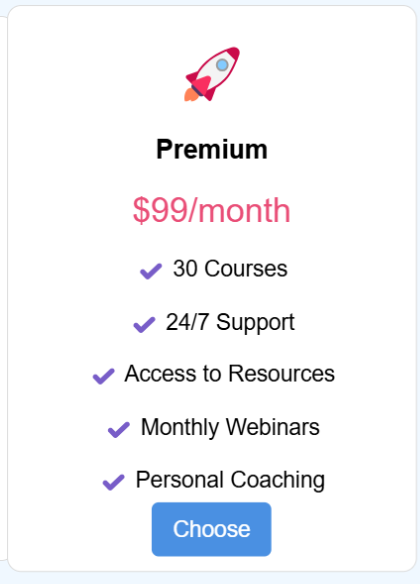 Premium
$99/month
30 Courses
24/7 Support
Access to Resources
Monthly Webinars
Personal Coaching
Choose